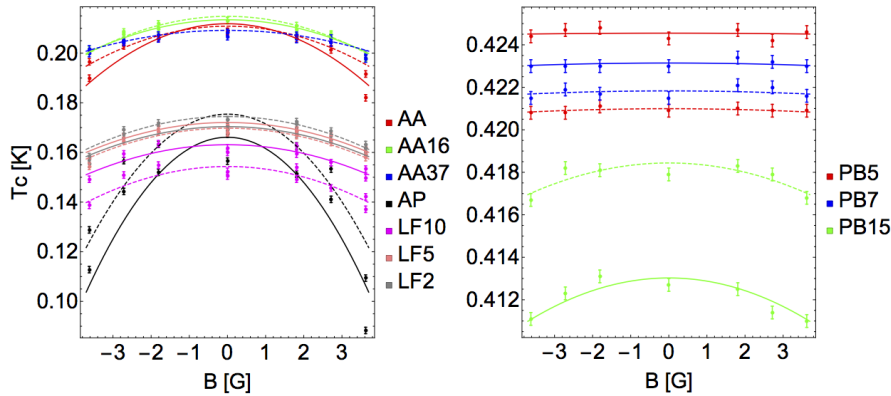 0.20
0.18
0.16
0.14
0.12
0.10
Tc [K]
−3 −2 −1 0 1 2 3
B [G]
AA
AA16
AA37
AP
LF10
LF5
LF2
0.424
0.422
0.420
0.418
0.416
0.414
0.412
−3 −2 −1 0 1 2 3
B [G]
PB5
PB7
PB15